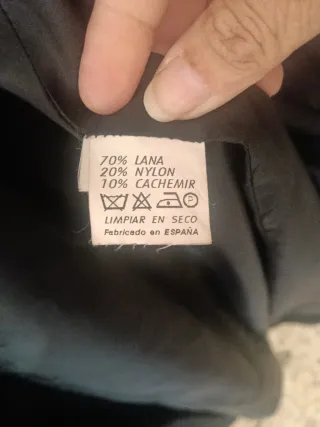 70% LANA
20% NYLON
10% CACHEMIR
LIMPIAR EN SECO
Fabricado en ESPAÑA